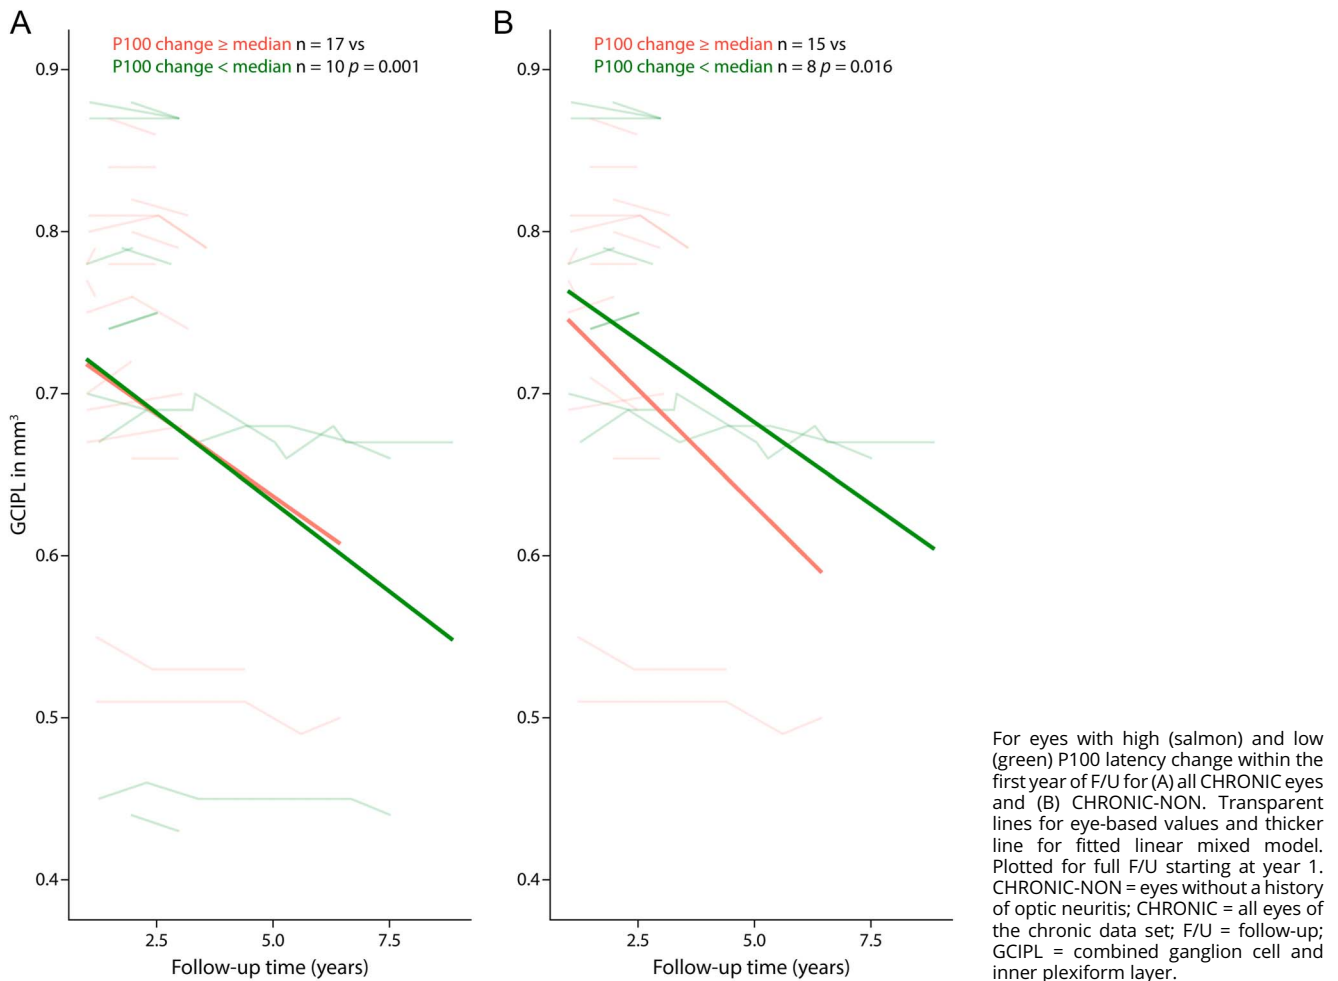 A
P100 change ≥ median n = 17 vs
P100 change < median n = 10 p = 0.001
0.9
0.8
0.7
0.6
0.5
0.4
GCIPL in mm³
2.5 5.0 7.5
Follow-up time (years)
B
P100 change ≥ median n = 15 vs
P100 change < median n = 8 p = 0.016
0.9
0.8
0.7
0.6
0.5
0.4
2.5 5.0 7.5
Follow-up time (years)
For eyes with high (salmon) and low
(green) P100 latency change within the
first year of F/U for (A) all CHRONIC eyes
and (B) CHRONIC-NON. Transparent
lines for eye-based values and thicker
line for fitted linear mixed model.
Plotted for full F/U starting at year 1.
CHRONIC-NON = eyes without a history
of optic neuritis; CHRONIC = all eyes of
the chronic data set; F/U = follow-up;
GCIPL = combined ganglion cell and
inner plexiform layer.